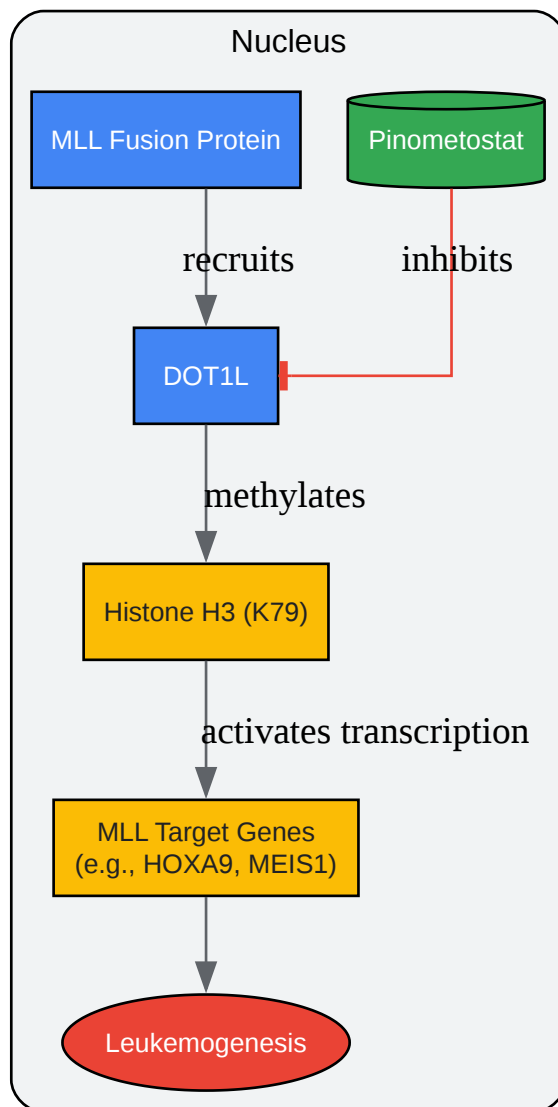 Nucleus
MLL Fusion Protein
Pinometostat
recruits
inhibits
DOT1L
methylates
Histone H3 (K79)
activates transcription
MLL Target Genes
(e.g., HOXA9, MEIS1)
Leukemogenesis